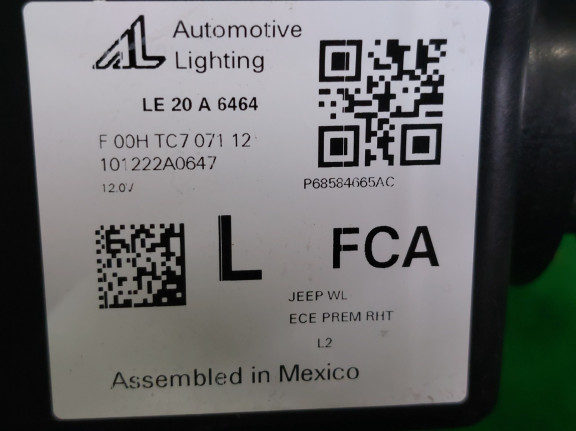 AL Automotive
Lighting
LE 20 A 6464
F 00H TC7 071 12
101222A0647
12.0V
P68584665AC
L FCA
JEEP WL
ECE PREM RHT
L2
Assembled in Mexico